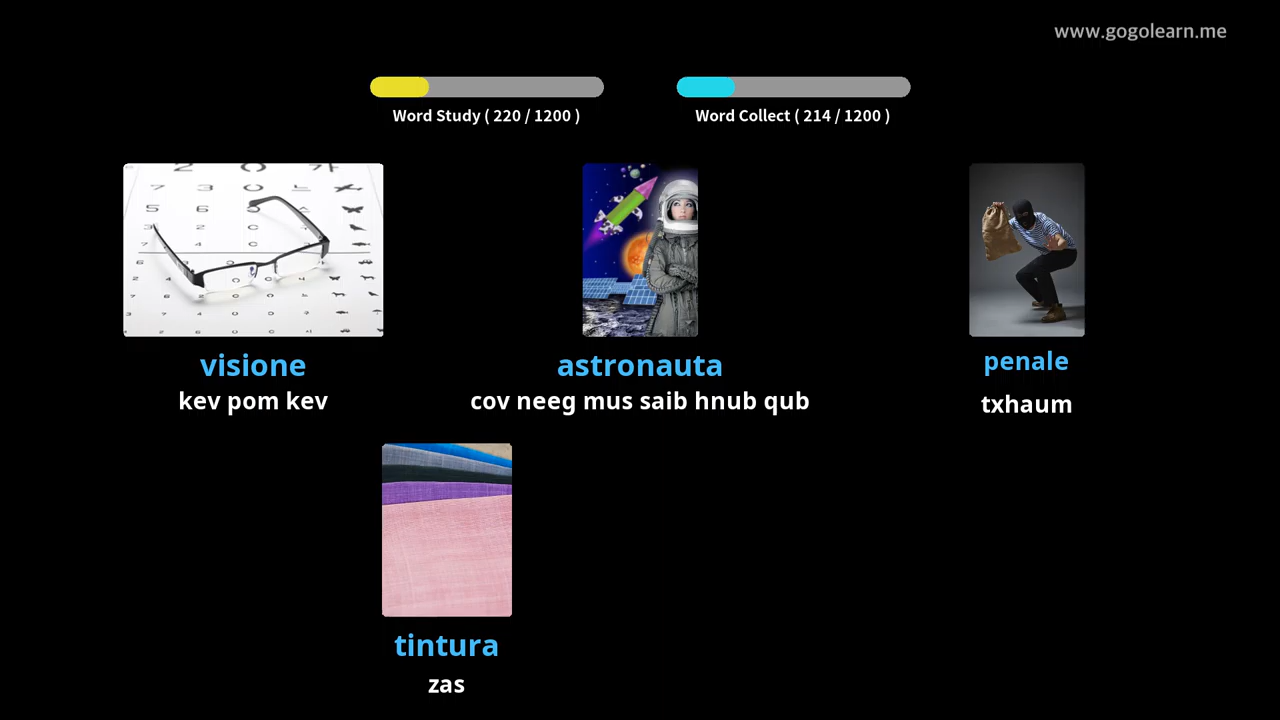 www.gogolearn.me
Word Study ( 220 / 1200 )
Word Collect ( 214 / 1200 )
visione
kev pom kev
astronauta
cov neeg mus saib hnub qub
penale
txhaum
tintura
zas